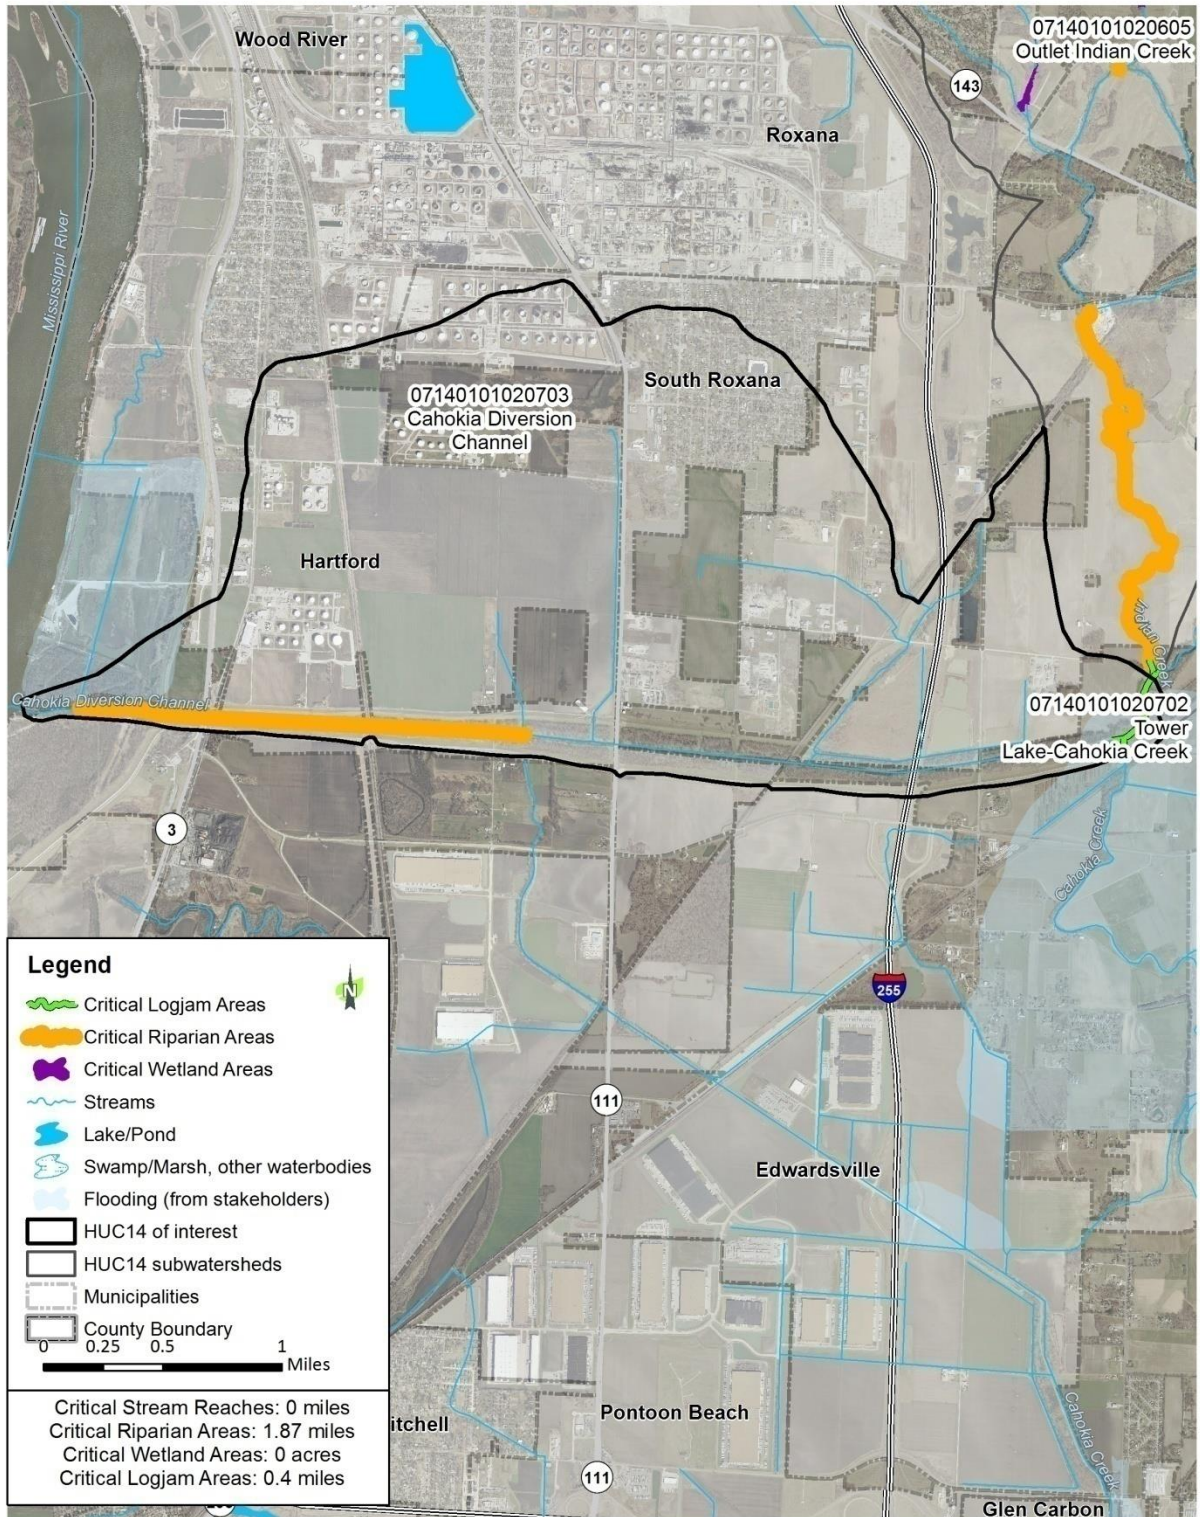 Wood River
07140101020605
Outlet Indian Creek
143
Roxana
Mississippi River
South Roxana
07140101020703
Cahokia Diversion
Channel
Hartford
Indian Creek
Cahokia Diversion Channel
07140101020702
Tower
Lake-Cahokia Creek
3
Cahokia Creek
255
111
Edwardsville
Legend
N
Critical Logjam Areas
Critical Riparian Areas
Critical Wetland Areas
Streams
Lake/Pond
Swamp/Marsh, other waterbodies
Flooding (from stakeholders)
HUC14 of interest
HUC14 subwatersheds
Municipalities
County Boundary
0 0.25 0.5 1
Miles
Critical Stream Reaches: 0 miles
Critical Riparian Areas: 1.87 miles
Critical Wetland Areas: 0 acres
Critical Logjam Areas: 0.4 miles
itchell
Pontoon Beach
Cahokia Creek
111
Glen Carbon